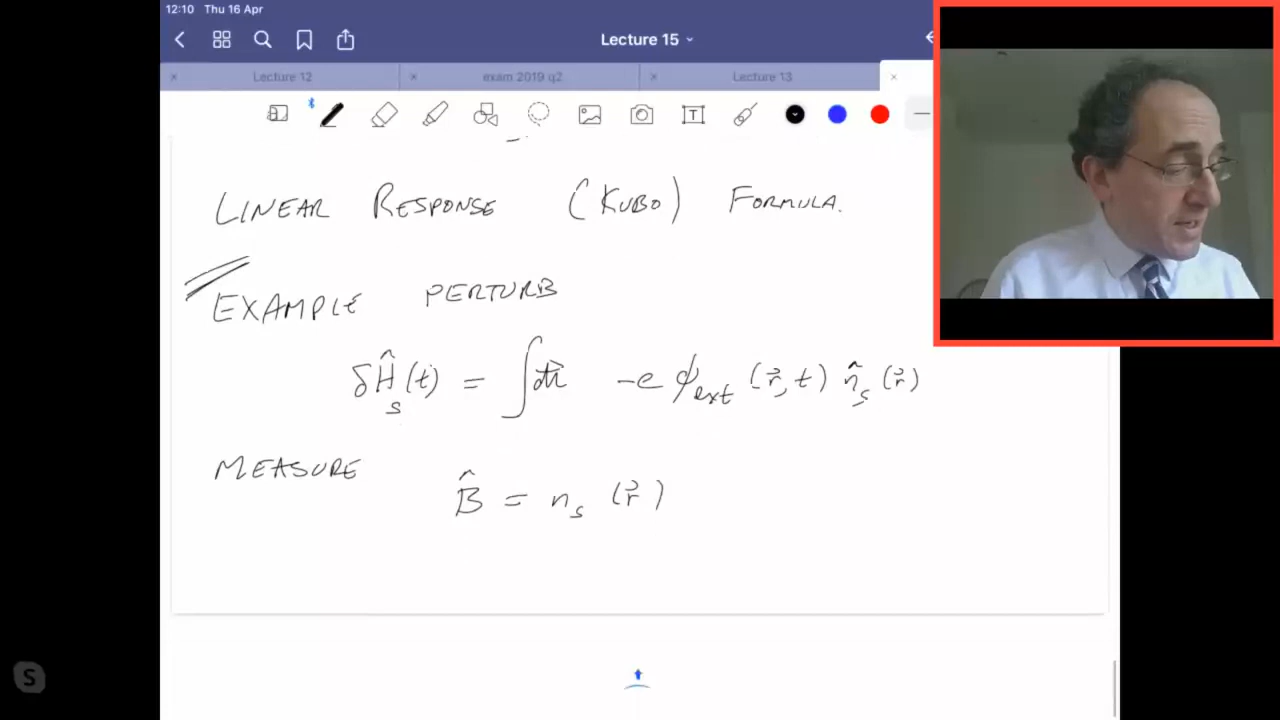 12:10 Thu 16 Apr
Lecture 15
Lecture 12
exam 2019 q2
Lecture 13
T
LINEAR RESPONSE (KUBO) FORMULA.
EXAMPLE PERTURB
δĤ_s(t) = ∫dr⃗ -e ϕ_ext (r⃗, t) n̂_s (r⃗)
MEASURE
B̂ = n_s (r⃗)
S